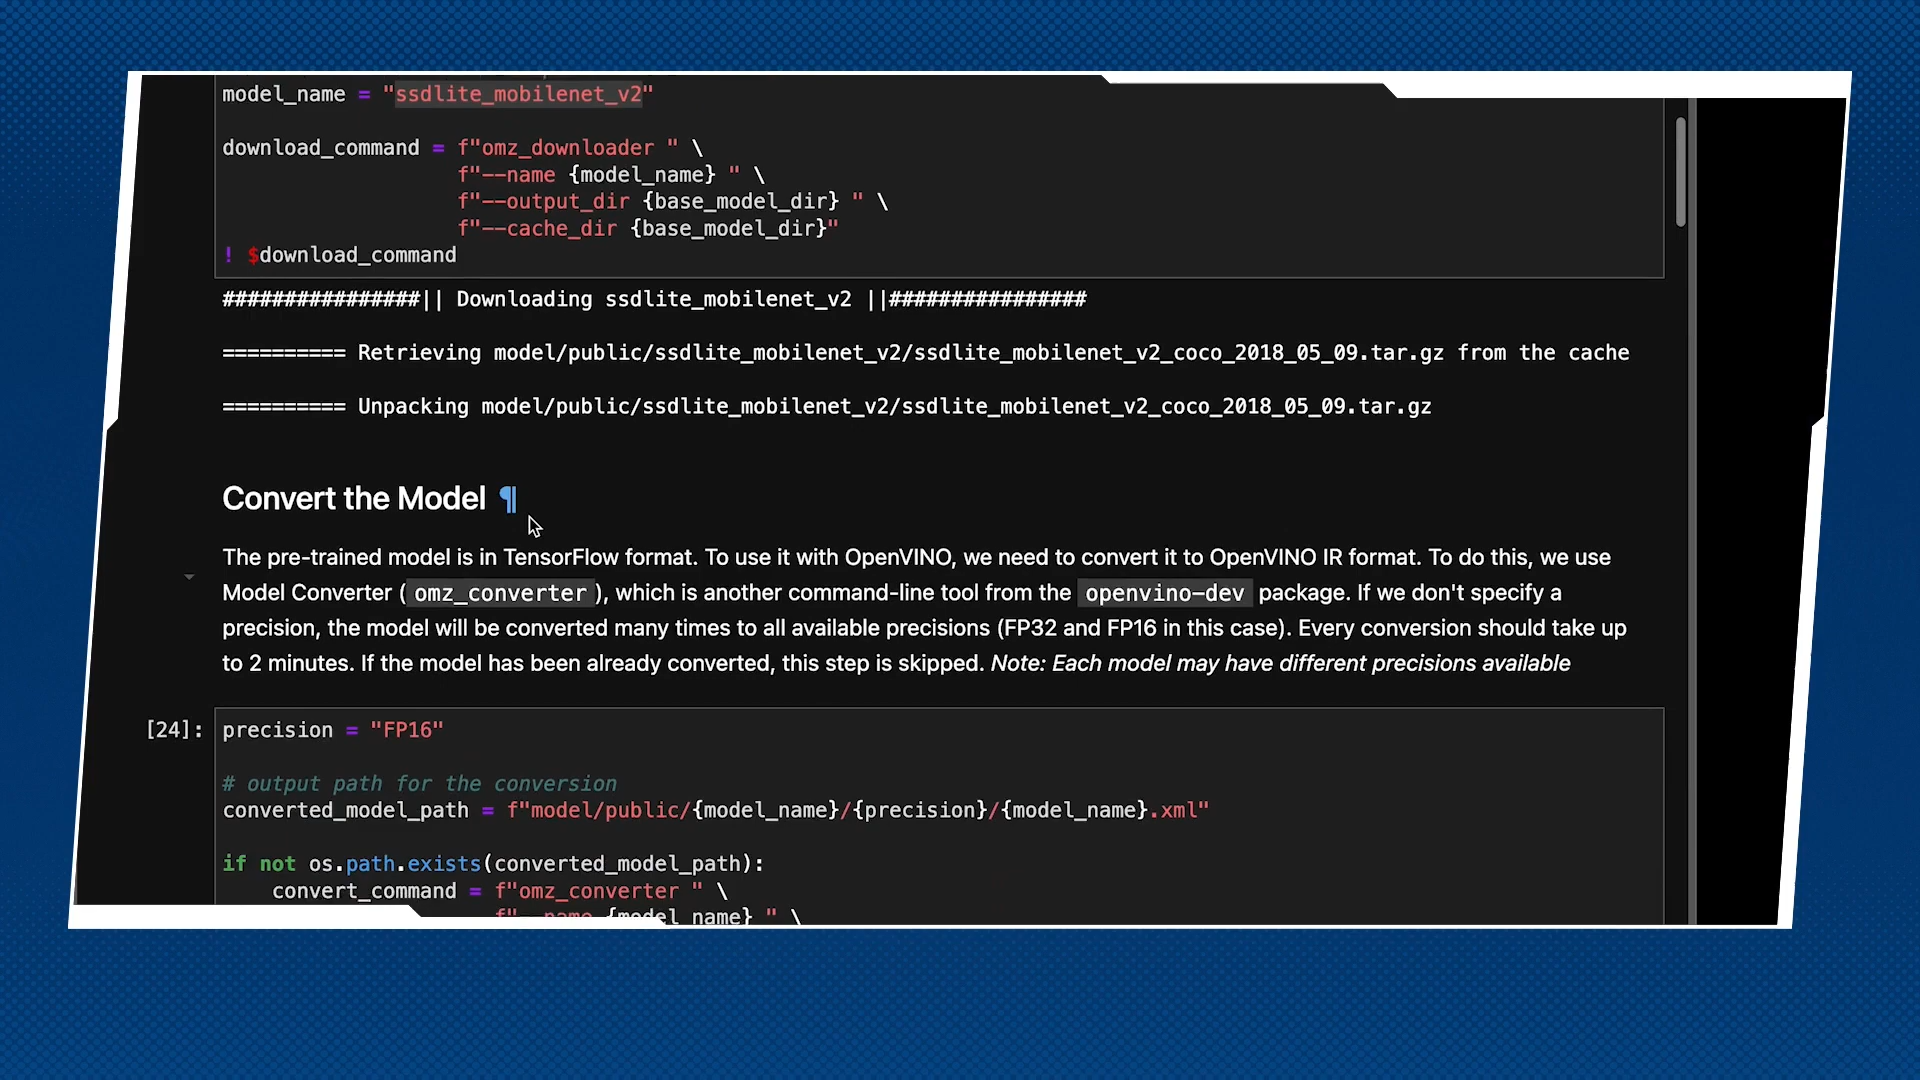 model_name = "ssdlite_mobilenet_v2"
download_command = f"omz_downloader " \
f"--name {model_name} " \
f"--output_dir {base_model_dir} " \
f"--cache_dir {base_model_dir}"
! $download_command
################|| Downloading ssdlite_mobilenet_v2 ||################
========== Retrieving model/public/ssdlite_mobilenet_v2/ssdlite_mobilenet_v2_coco_2018_05_09.tar.gz from the cache
========== Unpacking model/public/ssdlite_mobilenet_v2/ssdlite_mobilenet_v2_coco_2018_05_09.tar.gz
Convert the Model ¶
The pre-trained model is in TensorFlow format. To use it with OpenVINO, we need to convert it to OpenVINO IR format. To do this, we use
Model Converter ( omz_converter ), which is another command-line tool from the openvino-dev package. If we don't specify a
precision, the model will be converted many times to all available precisions (FP32 and FP16 in this case). Every conversion should take up
to 2 minutes. If the model has been already converted, this step is skipped. Note: Each model may have different precisions available
[24]: precision = "FP16"
# output path for the conversion
converted_model_path = f"model/public/{model_name}/{precision}/{model_name}.xml"
if not os.path.exists(converted_model_path):
convert_command = f"omz_converter " \
f"--name {model_name} " \